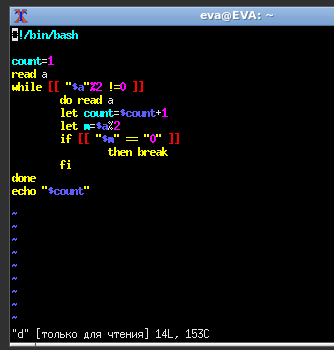 eva@EVA: ~
#!/bin/bash
count=1
read a
while [[ "$a"%2 !=0 ]]
do read a
let count=$count+1
let m=$a%2
if [[ "$m" == "0" ]]
then break
fi
done
echo "$count"
~
~
~
~
~
~
~
~
~
"d" [только для чтения] 14L, 153C